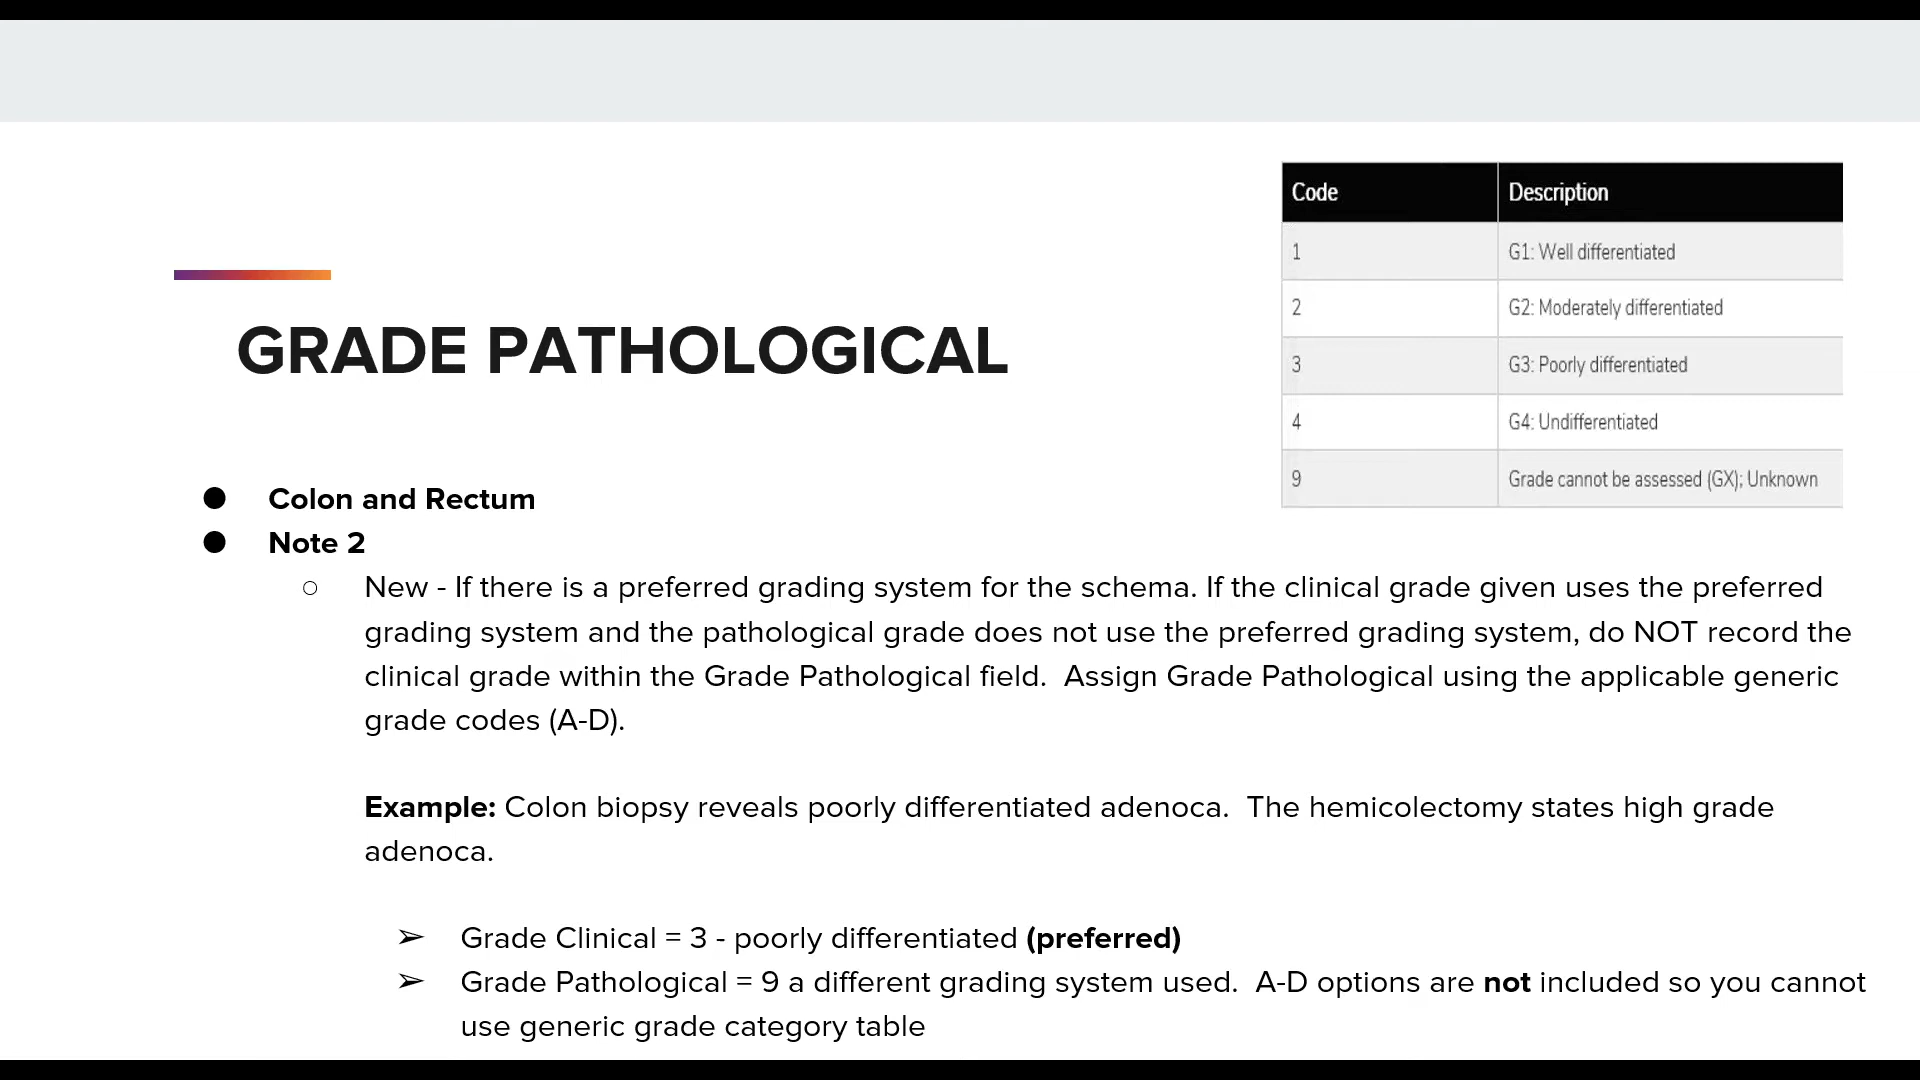 Code Description
1 G1: Well differentiated
2 G2: Moderately differentiated
3 G3: Poorly differentiated
4 G4: Undifferentiated
9 Grade cannot be assessed (GX); Unknown
GRADE PATHOLOGICAL
● Colon and Rectum
● Note 2
○ New - If there is a preferred grading system for the schema. If the clinical grade given uses the preferred
grading system and the pathological grade does not use the preferred grading system, do NOT record the
clinical grade within the Grade Pathological field.  Assign Grade Pathological using the applicable generic
grade codes (A-D).
Example: Colon biopsy reveals poorly differentiated adenoca.  The hemicolectomy states high grade
adenoca.
➢ Grade Clinical = 3 - poorly differentiated (preferred)
➢ Grade Pathological = 9 a different grading system used.  A-D options are not included so you cannot
use generic grade category table